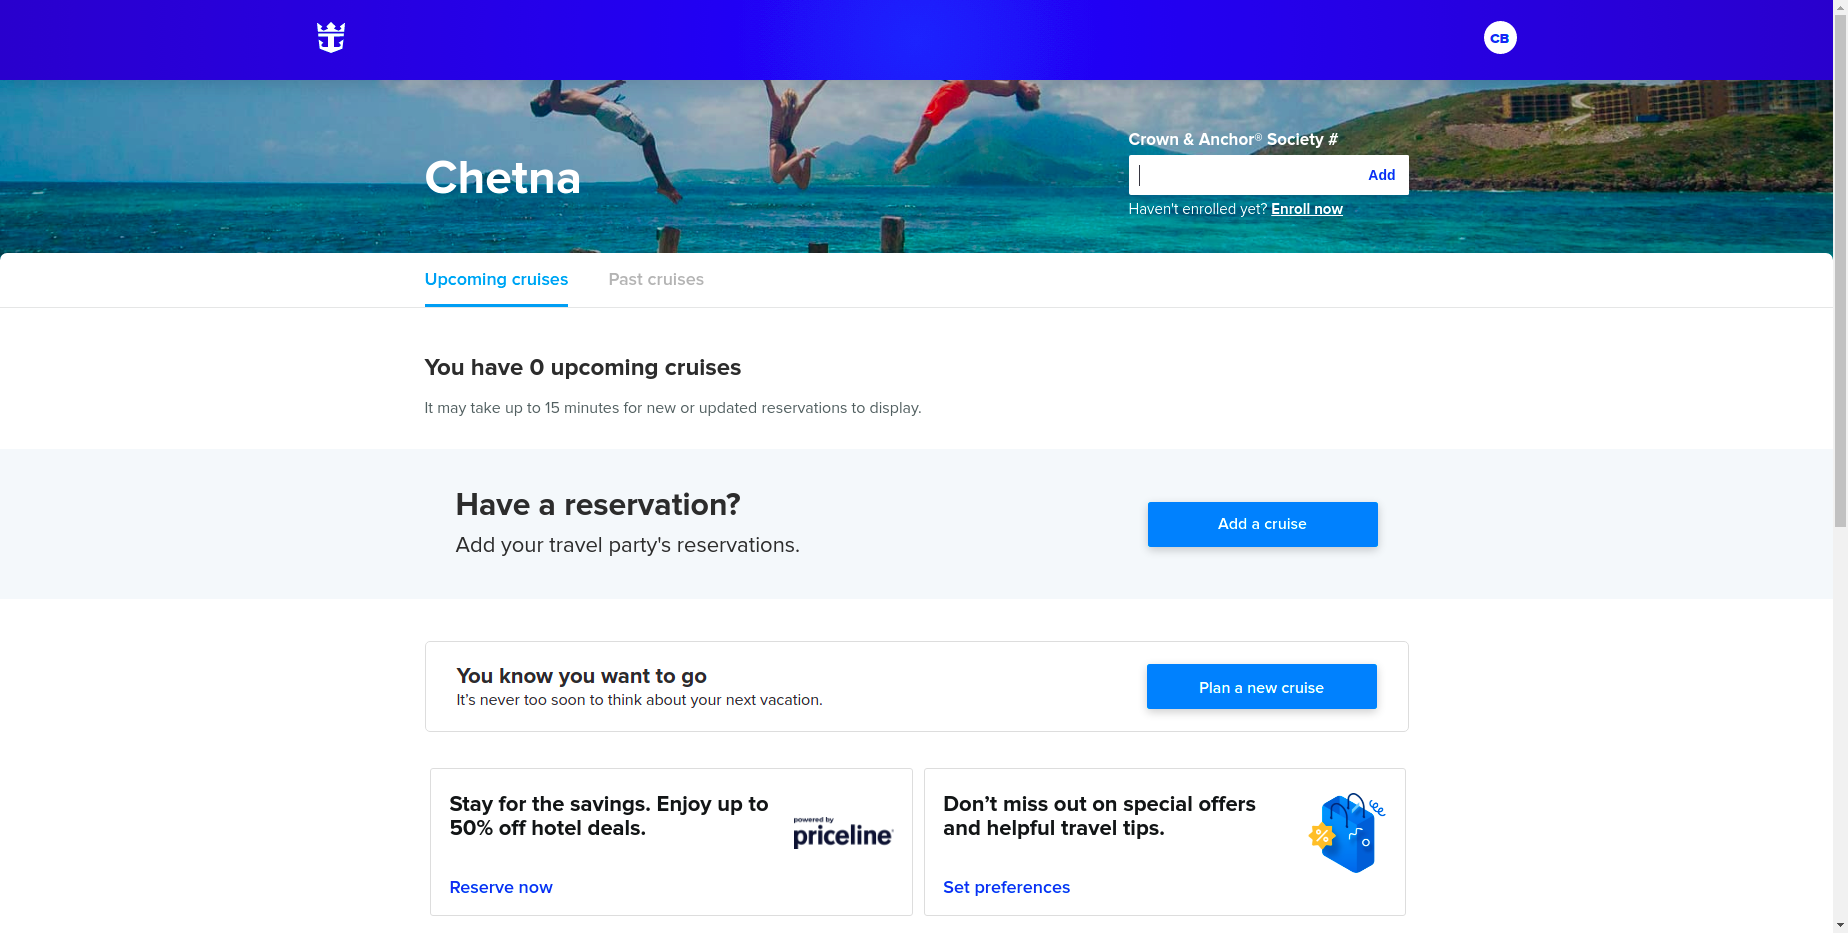 CB
Chetna
Crown & Anchor® Society #
Add
Haven't enrolled yet? Enroll now
Upcoming cruises
Past cruises
You have 0 upcoming cruises
It may take up to 15 minutes for new or updated reservations to display.
Have a reservation?
Add your travel party's reservations.
Add a cruise
You know you want to go
It’s never too soon to think about your next vacation.
Plan a new cruise
Stay for the savings. Enjoy up to
50% off hotel deals.
powered by
priceline
Reserve now
Don’t miss out on special offers
and helpful travel tips.
%
Set preferences